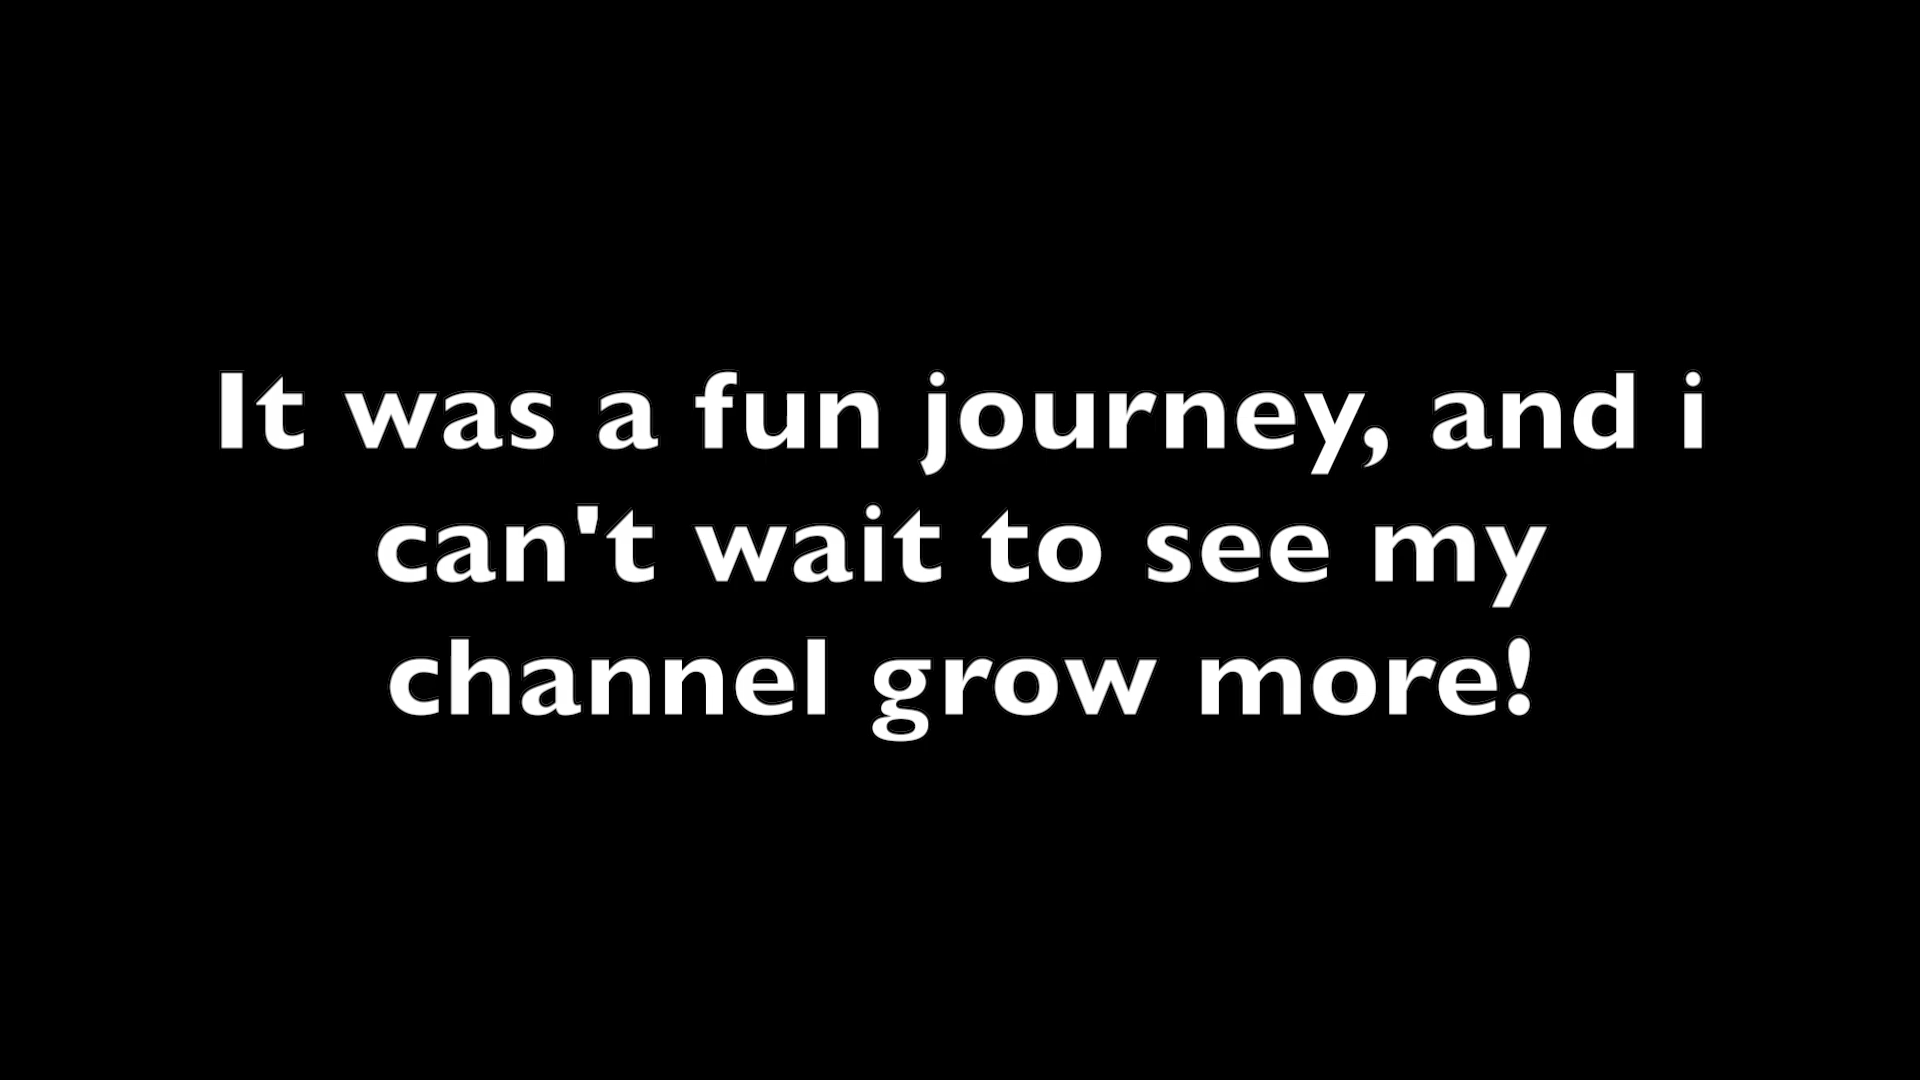 It was a fun journey, and i
can't wait to see my
channel grow more!